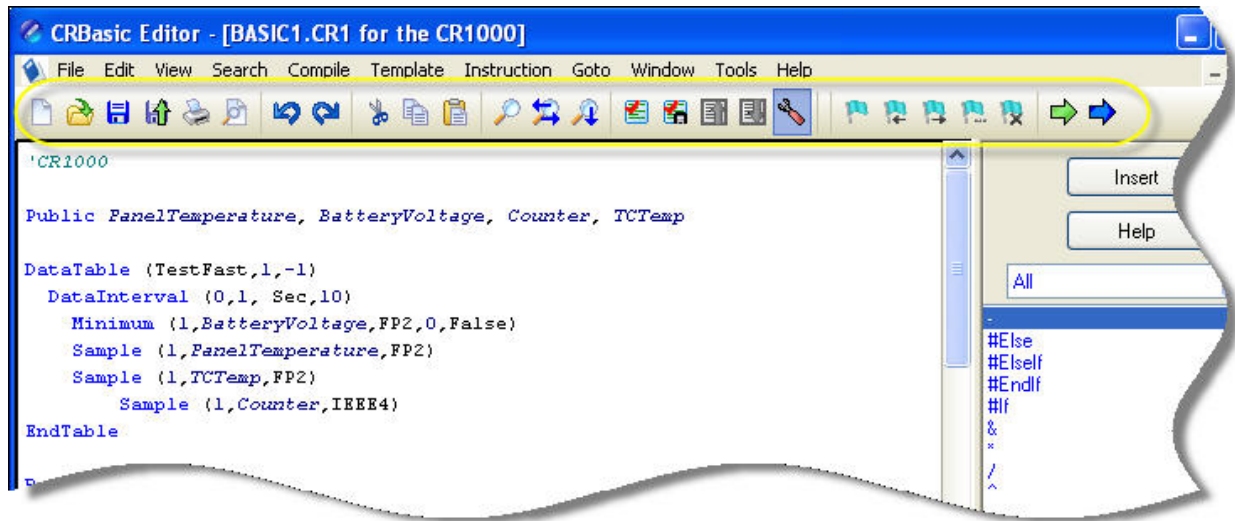 CRBasic Editor - [BASIC1.CR1 for the CR1000]
File Edit View Search Compile Template Instruction Goto Window Tools Help
'CR1000
Public PanelTemperature, BatteryVoltage, Counter, TCTemp
DataTable (TestFast,1,-1)
DataInterval (0,1, Sec,10)
Minimum (1,BatteryVoltage,FP2,0,False)
Sample (1,PanelTemperature,FP2)
Sample (1,TCTemp,FP2)
Sample (1,Counter,IEEE4)
EndTable
Insert
Help
All
-
#Else
#ElseIf
#EndIf
#If
&
*
/
^